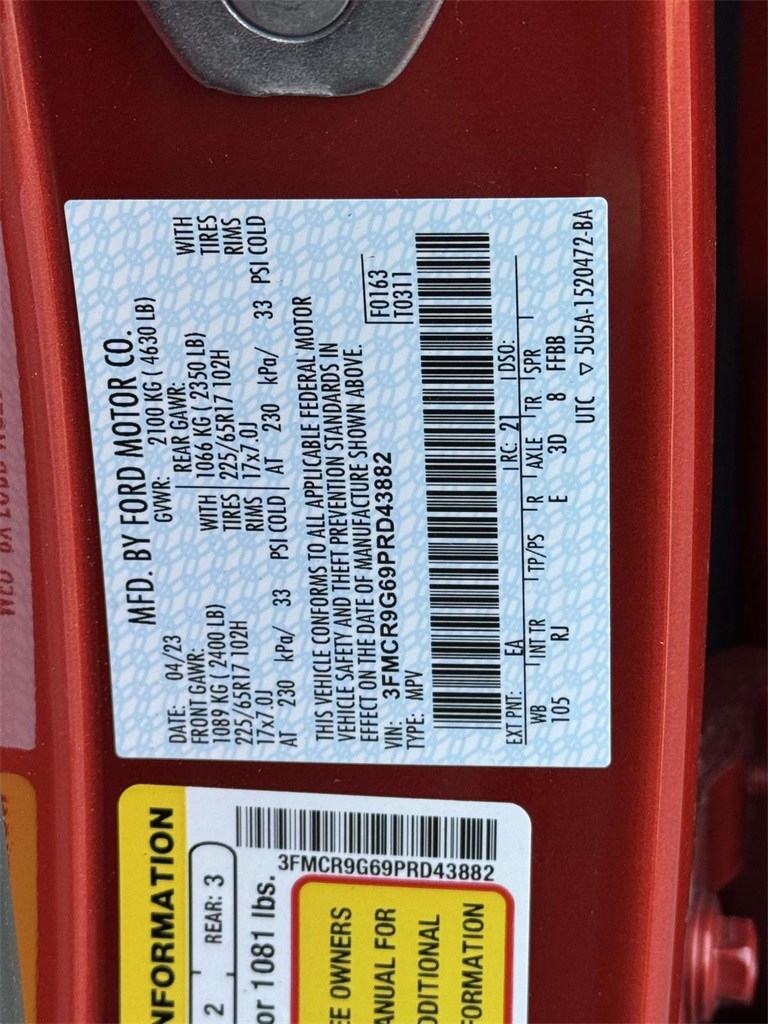 MFD. BY FORD MOTOR CO.
DATE: 04/23 GVWR: 2100 KG ( 4630 LB)
FRONT GAWR: REAR GAWR:
1089 KG ( 2400 LB) WITH 1066 KG ( 2350 LB) WITH
225/65R17 102H TIRES 225/65R17 102H TIRES
17x7.0J RIMS 17x7.0J RIMS
AT 230 kPa/ 33 PSI COLD AT 230 kPa/ 33 PSI COLD
THIS VEHICLE CONFORMS TO ALL APPLICABLE FEDERAL MOTOR
VEHICLE SAFETY AND THEFT PREVENTION STANDARDS IN
EFFECT ON THE DATE OF MANUFACTURE SHOWN ABOVE.
VIN: 3FMCR9G69PRD43882 F0163
TYPE: MPV T0311
EXT PNT: EA RC: 21 DSO:
WB INT TR TP/PS R AXLE TR SPR
105 RJ E 3D 8 FFBB
UTC ▽ 5U5A-1520472-BA
NFORMATION
2 REAR: 3
or 1081 lbs.
3FMCR9G69PRD43882
EE OWNERS
ANUAL FOR
DDITIONAL
FORMATION